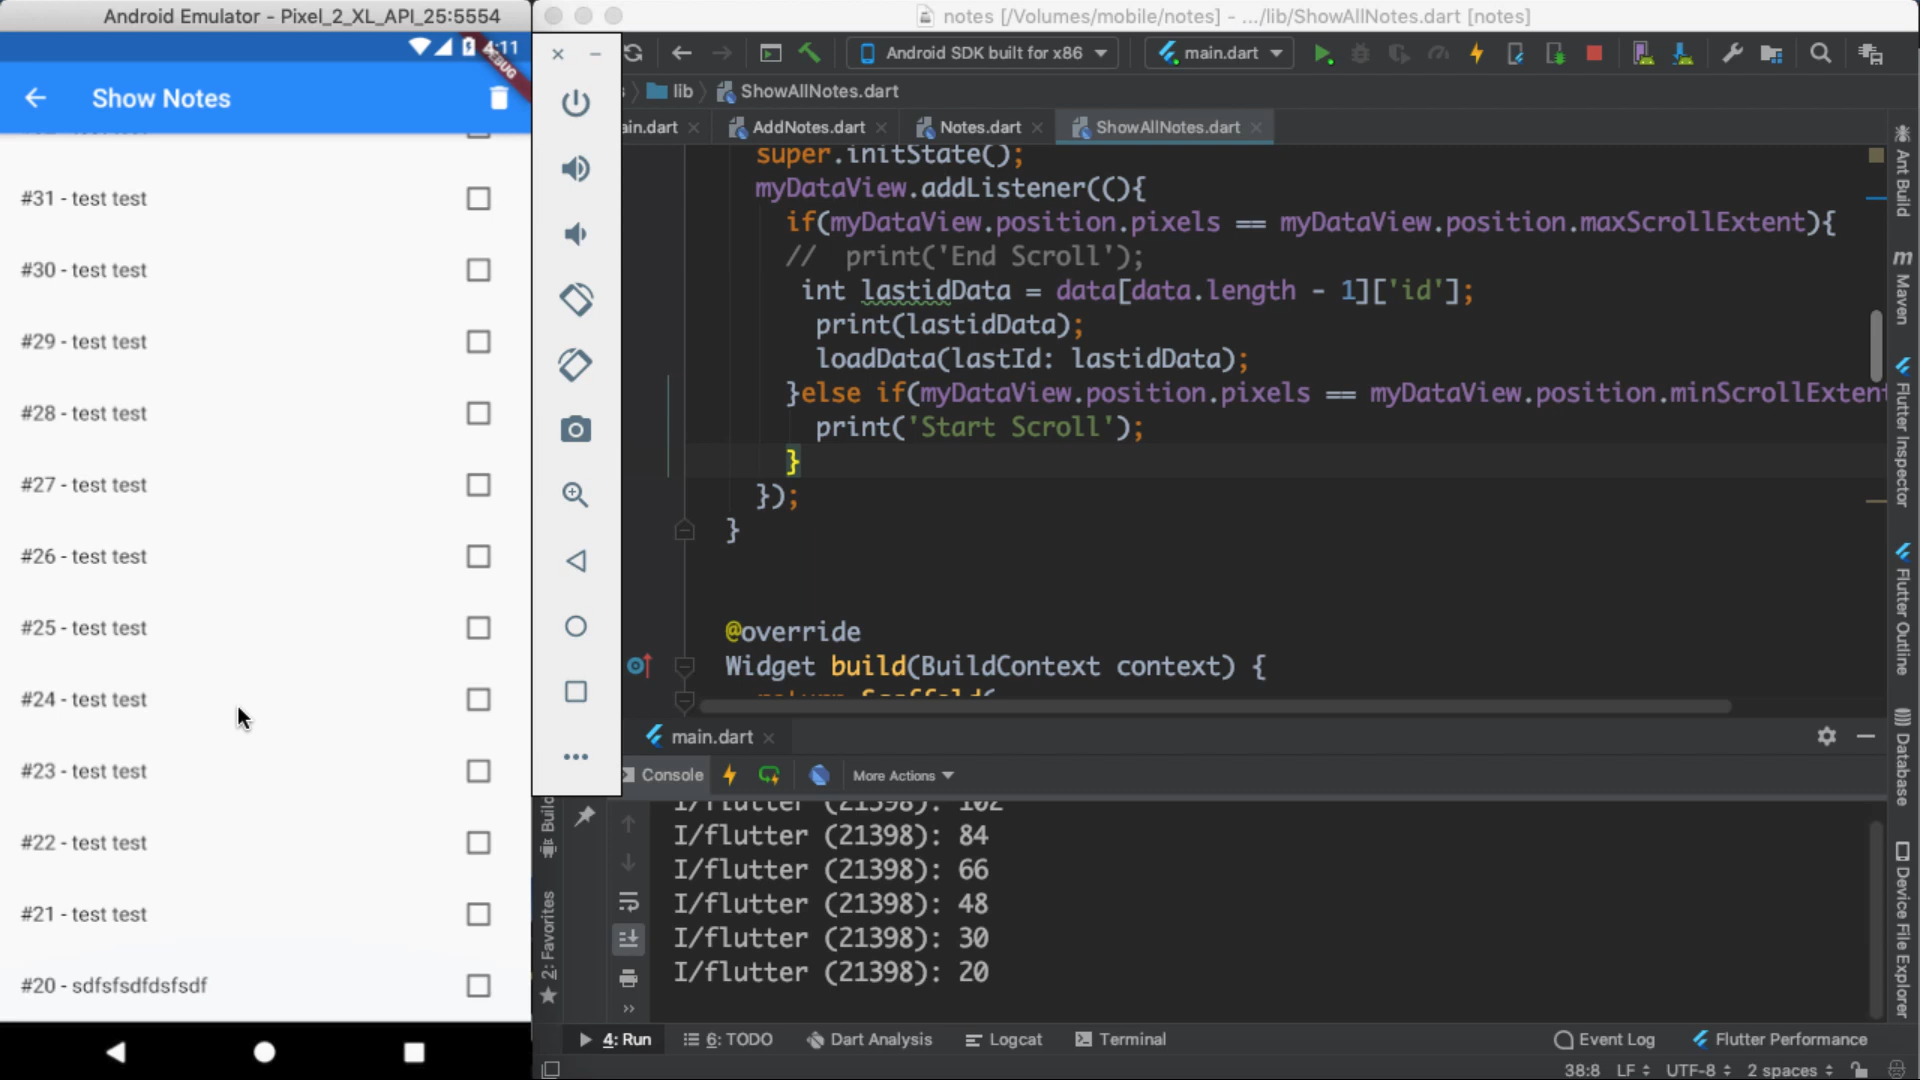 Android Emulator - Pixel_2_XL_API_25:5554
notes [/Volumes/mobile/notes] - .../lib/ShowAllNotes.dart [notes]
4:11
DEBUG
Show Notes
#31 - test test
#30 - test test
#29 - test test
#28 - test test
#27 - test test
#26 - test test
#25 - test test
#24 - test test
#23 - test test
#22 - test test
#21 - test test
#20 - sdfsfsdfdsfsdf
Android SDK built for x86
main.dart
lib
ShowAllNotes.dart
ain.dart
AddNotes.dart
Notes.dart
ShowAllNotes.dart
super.initState();
myDataView.addListener((){
if(myDataView.position.pixels == myDataView.position.maxScrollExtent){
// print('End Scroll');
int lastidData = data[data.length - 1]['id'];
print(lastidData);
loadData(lastId: lastidData);
}else if(myDataView.position.pixels == myDataView.position.minScrollExtent
print('Start Scroll');
}
});
}
@override
Widget build(BuildContext context) {
return Scaffold(
main.dart
Console
More Actions
I/flutter (21398): 102
I/flutter (21398): 84
I/flutter (21398): 66
I/flutter (21398): 48
I/flutter (21398): 30
I/flutter (21398): 20
Build
2: Favorites
4: Run
6: TODO
Dart Analysis
Logcat
Terminal
Event Log
Flutter Performance
38:8
LF
UTF-8
2 spaces
Ant Build
m Maven
Flutter Inspector
Flutter Outline
Database
Device File Explorer